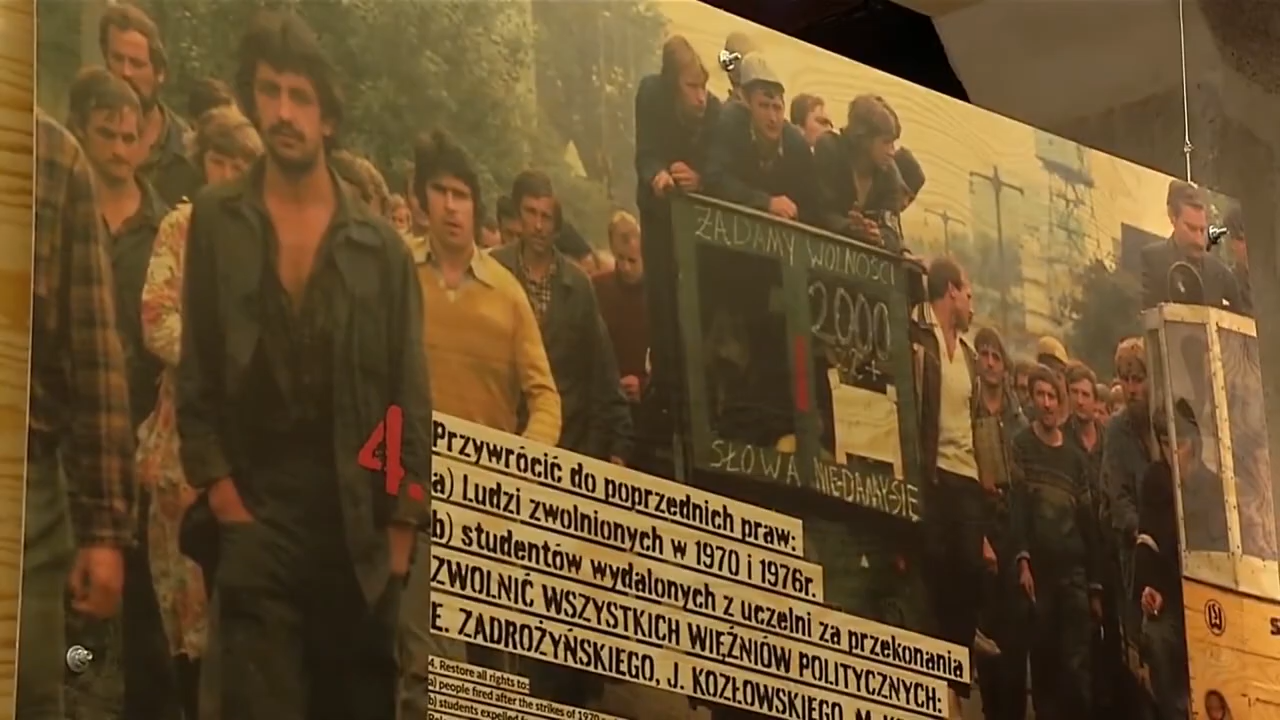 ŻĄDAMY WOLNOŚCI
2000
SŁOWA NIE DAMY SIĘ
4.
Przywrócić do poprzednich praw:
a) Ludzi zwolnionych w 1970 i 1976r.
b) studentów wydalonych z uczelni za przekonania
ZWOLNIĆ WSZYSTKICH WIĘŹNIÓW POLITYCZNYCH:
E. ZADROŻYŃSKIEGO, J. KOZŁOWSKIEGO,
4. Restore all rights to:
a) people fired after the strikes of 1970
b) students expelled